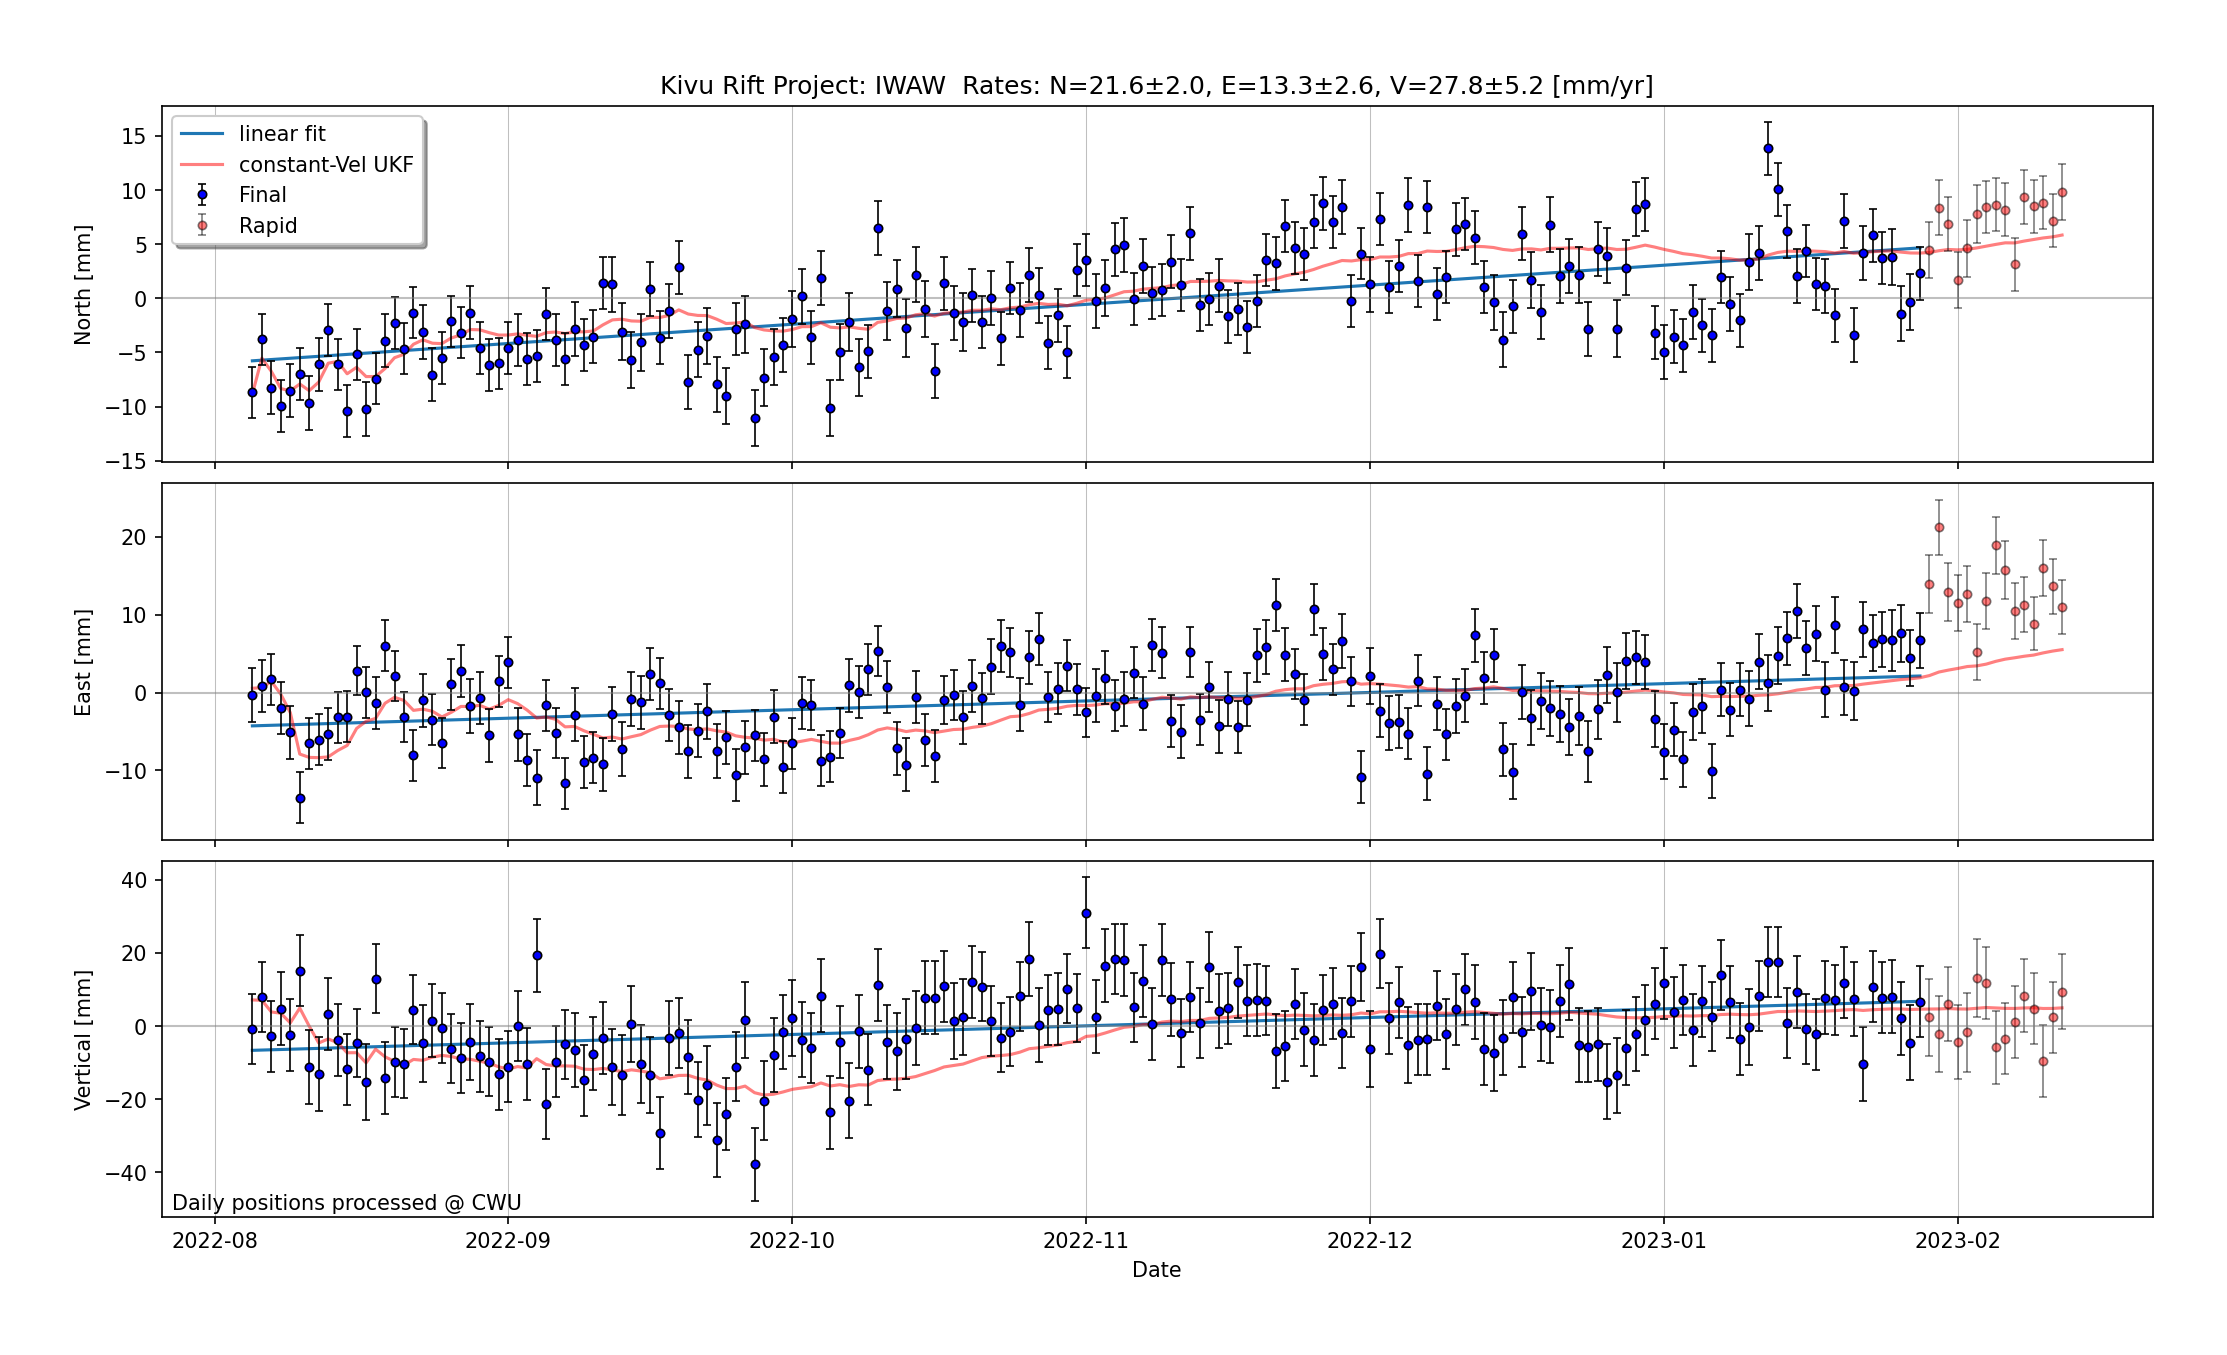 Kivu Rift Project: IWAW  Rates: N=21.6±2.0, E=13.3±2.6, V=27.8±5.2 [mm/yr]
linear fit
constant-Vel UKF
Final
Rapid
North [mm]
15
10
5
0
−5
−10
−15
East [mm]
20
10
0
−10
Vertical [mm]
40
20
0
−20
−40
Daily positions processed @ CWU
2022-08 2022-09 2022-10 2022-11 2022-12 2023-01 2023-02
Date